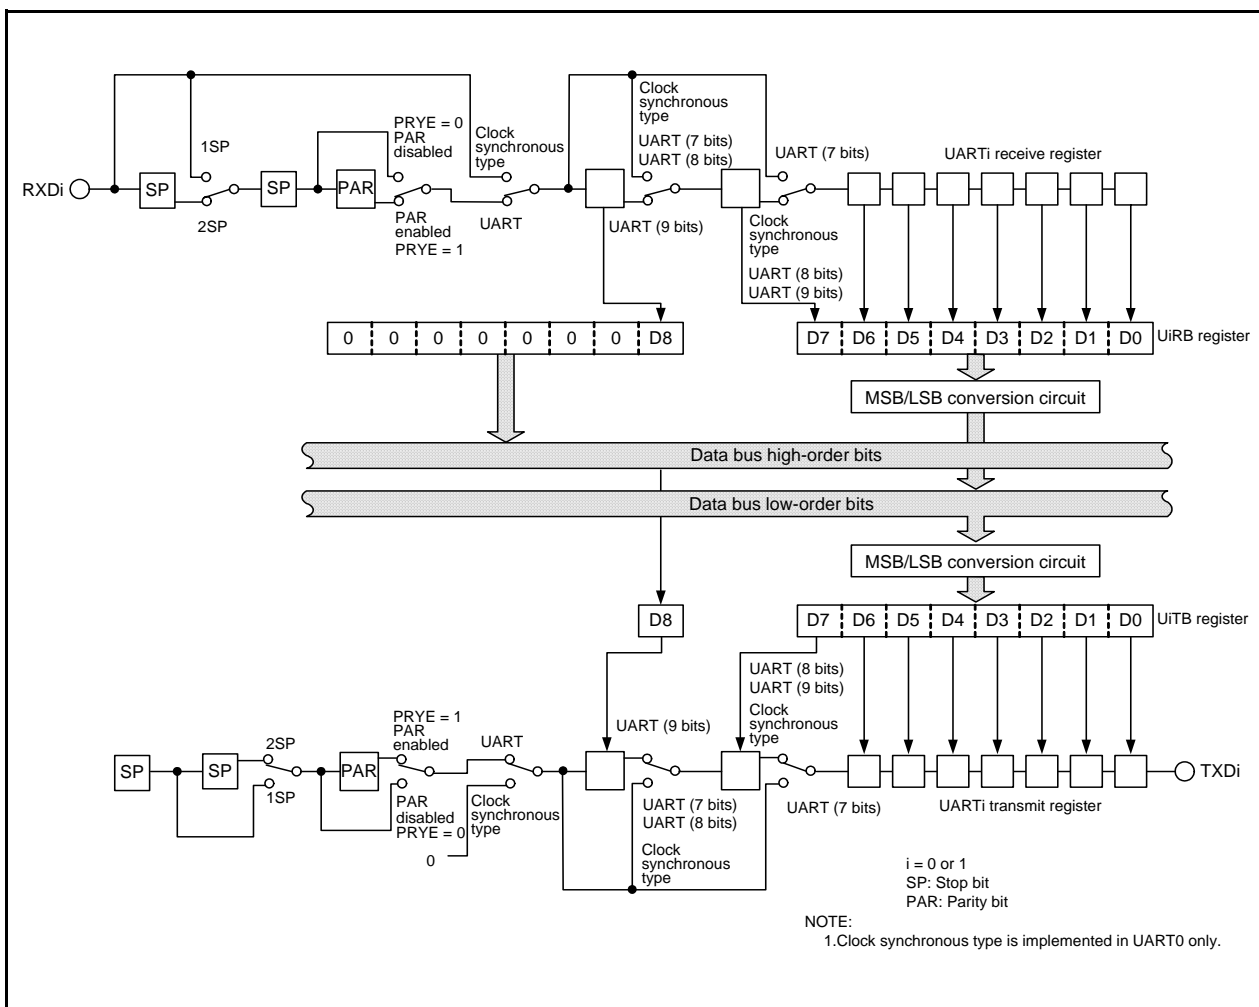 PRYE = 0
PAR
disabled
Clock
synchronous
type
Clock
synchronous
type
UART (7 bits)
UART (8 bits)
UART (7 bits)
UARTi receive register
1SP
RXDi
SP
SP
PAR
2SP
PAR
enabled
PRYE = 1
UART
UART (9 bits)
Clock
synchronous
type
UART (8 bits)
UART (9 bits)
0 0 0 0 0 0 0 D8
D7 D6 D5 D4 D3 D2 D1 D0
UiRB register
MSB/LSB conversion circuit
Data bus high-order bits
Data bus low-order bits
MSB/LSB conversion circuit
D8
D7 D6 D5 D4 D3 D2 D1 D0
UiTB register
UART (8 bits)
UART (9 bits)
Clock
synchronous
type
PRYE = 1
PAR
enabled
UART
UART (9 bits)
2SP
SP
SP
PAR
TXDi
1SP
PAR
disabled
PRYE = 0
0
Clock
synchronous
type
UART (7 bits)
UART (8 bits)
Clock
synchronous
type
UART (7 bits)
UARTi transmit register
i = 0 or 1
SP: Stop bit
PAR: Parity bit
NOTE:
1.Clock synchronous type is implemented in UART0 only.